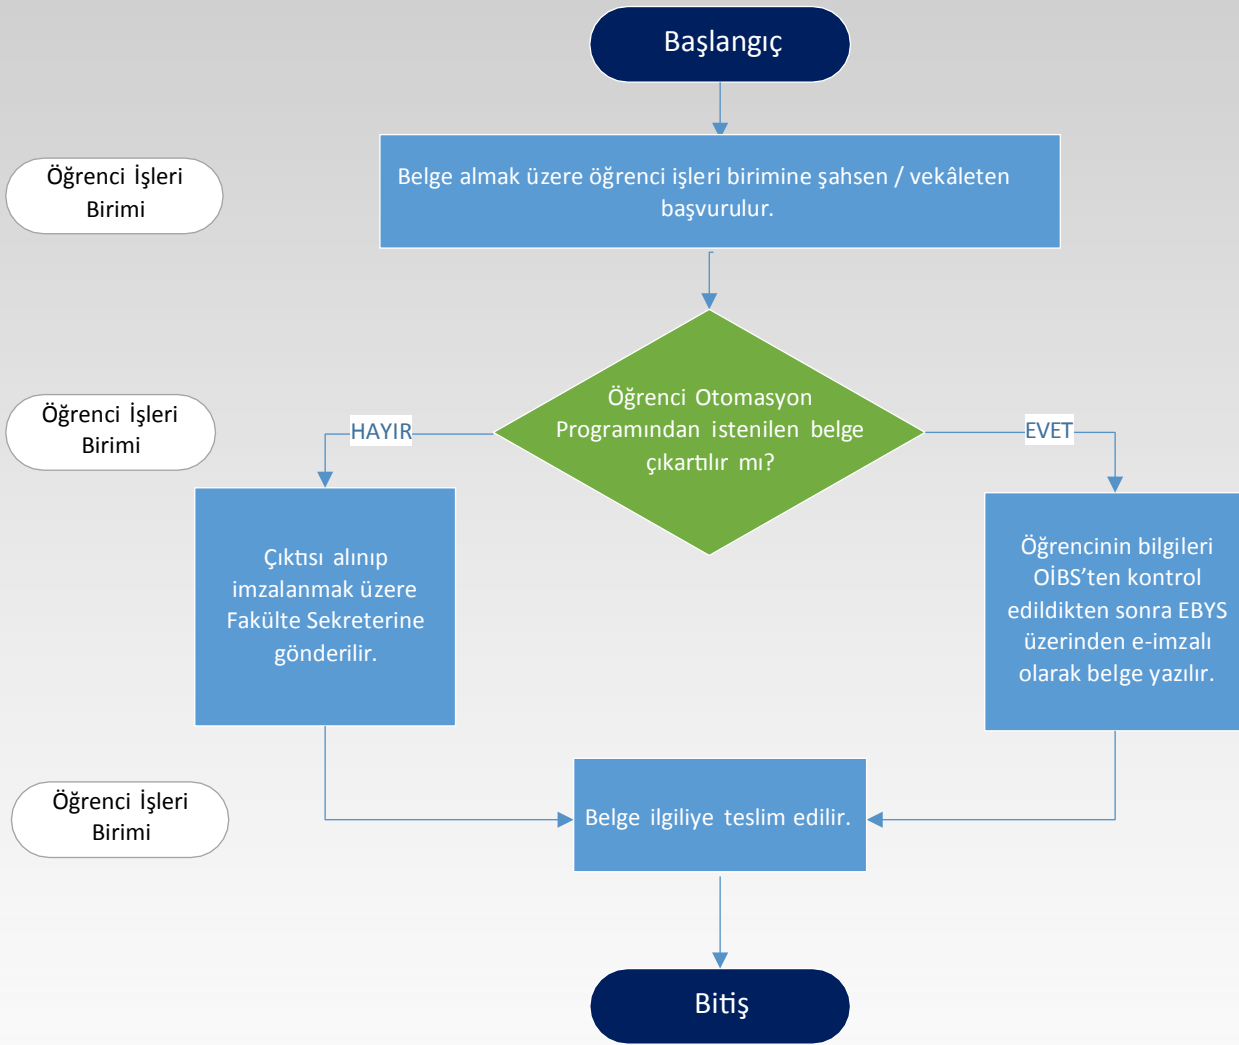 Başlangıç
Öğrenci İşleri
Birimi
Belge almak üzere öğrenci işleri birimine şahsen / vekâleten
başvurulur.
Öğrenci İşleri
Birimi
Öğrenci Otomasyon
Programından istenilen belge
çıkartılır mı?
HAYIR
EVET
Çıktısı alınıp
imzalanmak üzere
Fakülte Sekreterine
gönderilir.
Öğrencinin bilgileri
OİBS’ten kontrol
edildikten sonra EBYS
üzerinden e-imzalı
olarak belge yazılır.
Öğrenci İşleri
Birimi
Belge ilgiliye teslim edilir.
Bitiş